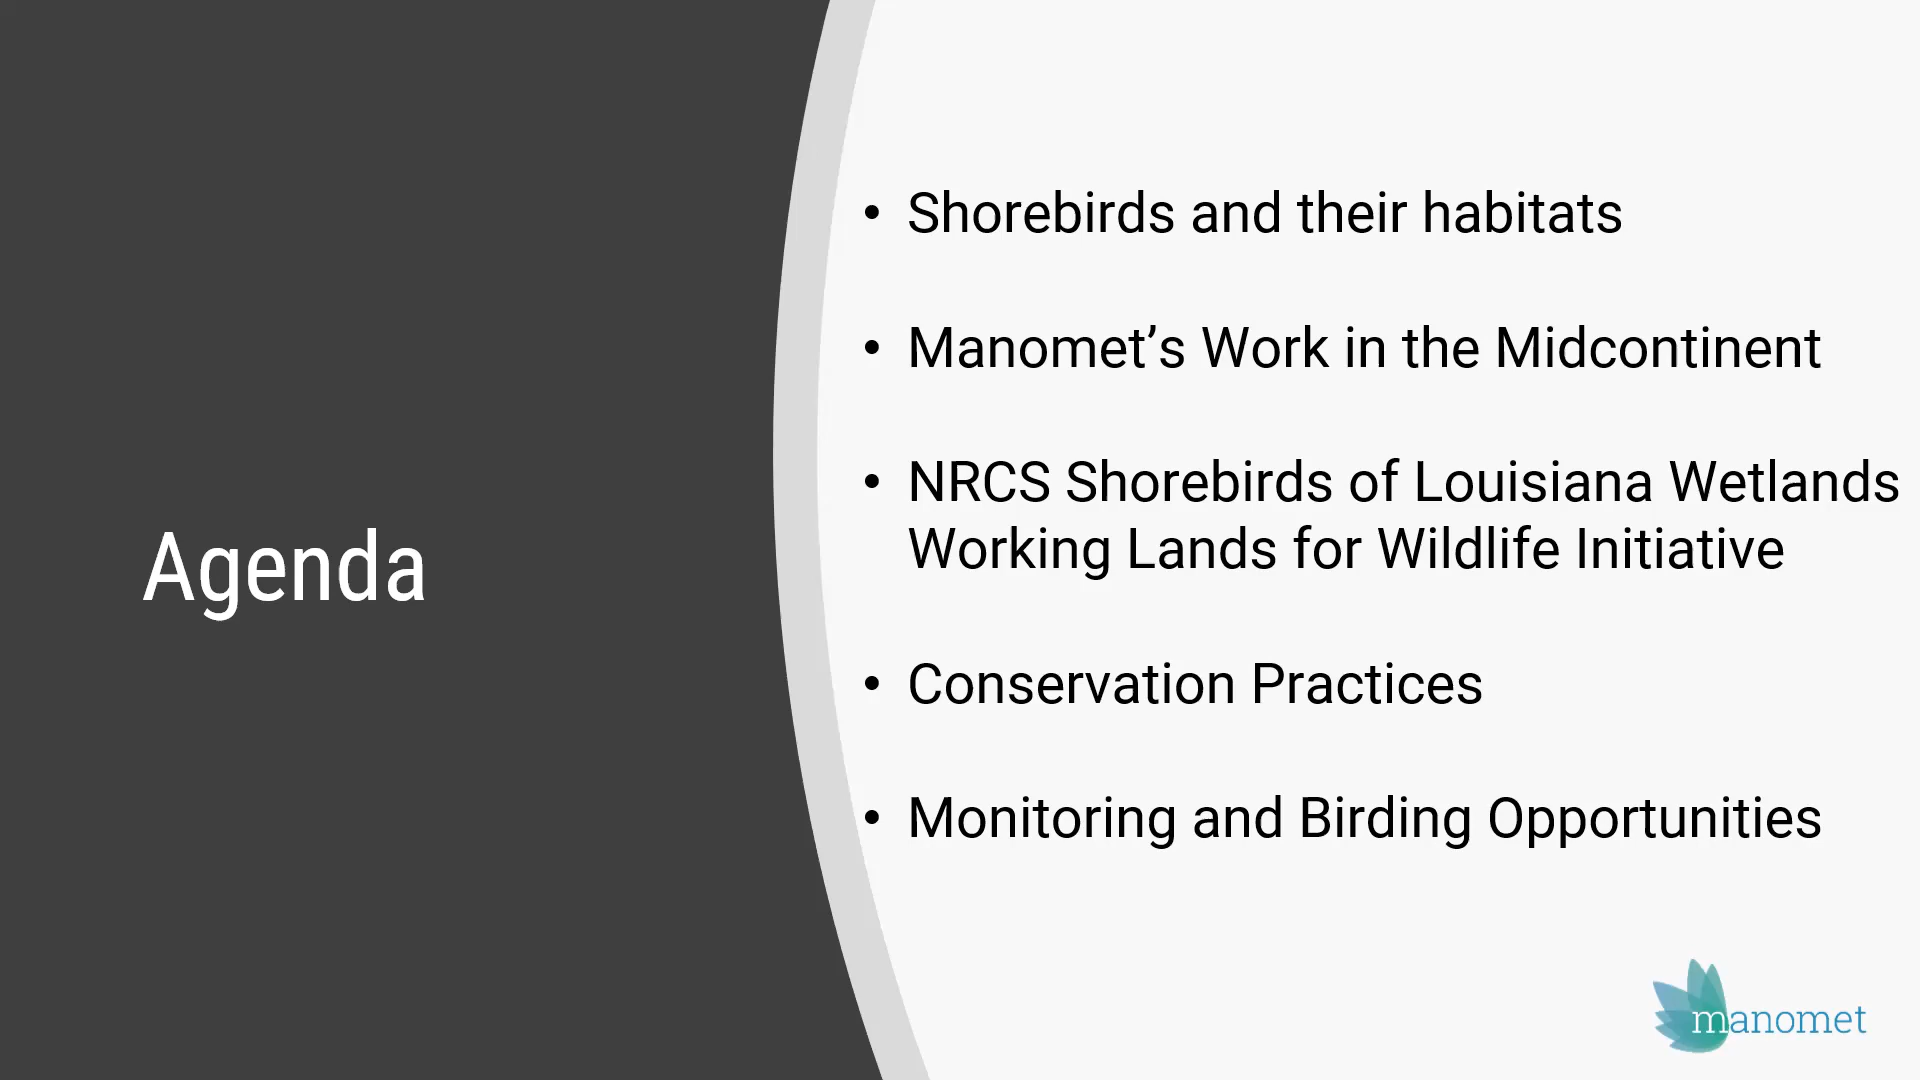 Agenda
• Shorebirds and their habitats
• Manomet’s Work in the Midcontinent
• NRCS Shorebirds of Louisiana Wetlands
Working Lands for Wildlife Initiative
• Conservation Practices
• Monitoring and Birding Opportunities
manomet